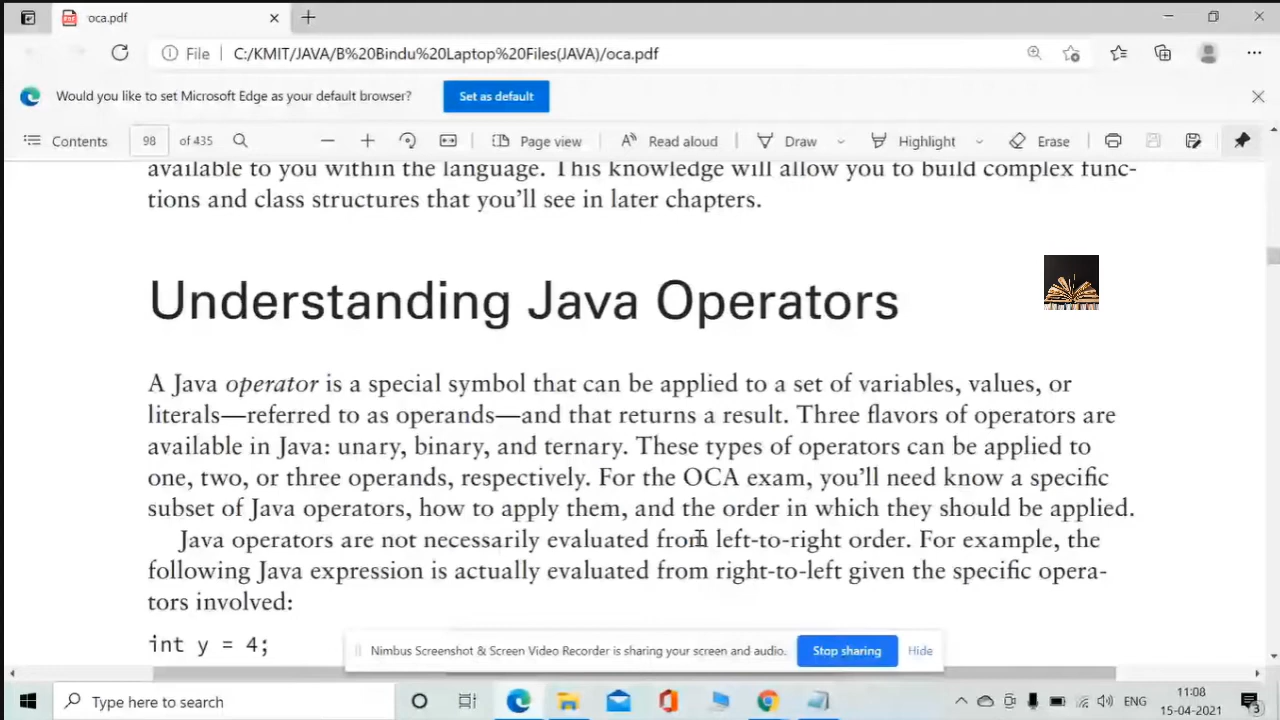 oca.pdf
File
C:/KMIT/JAVA/B%20Bindu%20Laptop%20Files(JAVA)/oca.pdf
Would you like to set Microsoft Edge as your default browser?
Set as default
Contents
98
of 435
Page view
Read aloud
Draw
Highlight
Erase
available to you within the language. This knowledge will allow you to build complex func-
tions and class structures that you'll see in later chapters.
Understanding Java Operators
A Java operator is a special symbol that can be applied to a set of variables, values, or
literals—referred to as operands—and that returns a result. Three flavors of operators are
available in Java: unary, binary, and ternary. These types of operators can be applied to
one, two, or three operands, respectively. For the OCA exam, you'll need know a specific
subset of Java operators, how to apply them, and the order in which they should be applied.
Java operators are not necessarily evaluated from left-to-right order. For example, the
following Java expression is actually evaluated from right-to-left given the specific opera-
tors involved:
int y = 4;
Nimbus Screenshot & Screen Video Recorder is sharing your screen and audio.
Stop sharing
Hide
Type here to search
ENG
11:08
15-04-2021
3